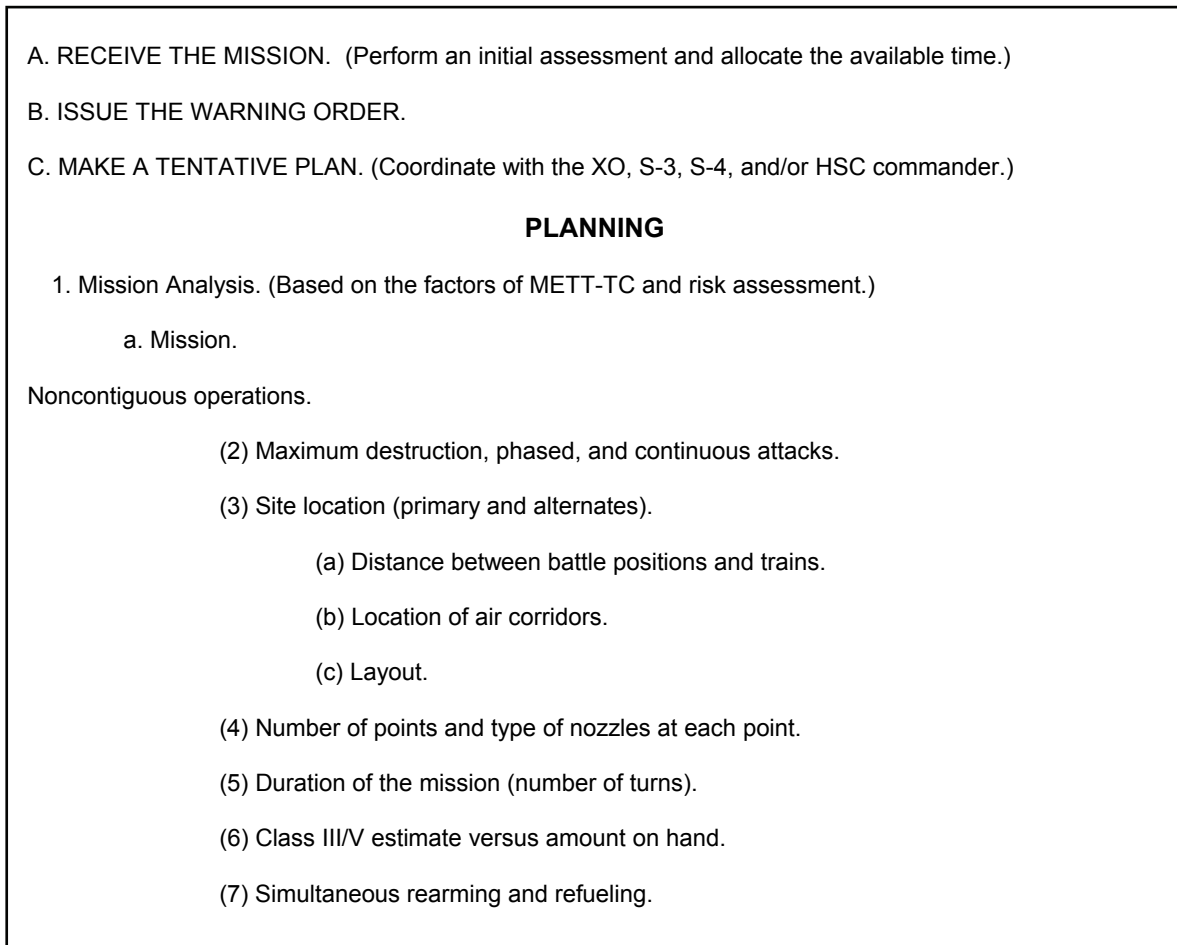 A. RECEIVE THE MISSION. (Perform an initial assessment and allocate the available time.)
B. ISSUE THE WARNING ORDER.
C. MAKE A TENTATIVE PLAN. (Coordinate with the XO, S-3, S-4, and/or HSC commander.)
PLANNING
1. Mission Analysis. (Based on the factors of METT-TC and risk assessment.)
a. Mission.
Noncontiguous operations.
(2) Maximum destruction, phased, and continuous attacks.
(3) Site location (primary and alternates).
(a) Distance between battle positions and trains.
(b) Location of air corridors.
(c) Layout.
(4) Number of points and type of nozzles at each point.
(5) Duration of the mission (number of turns).
(6) Class III/V estimate versus amount on hand.
(7) Simultaneous rearming and refueling.